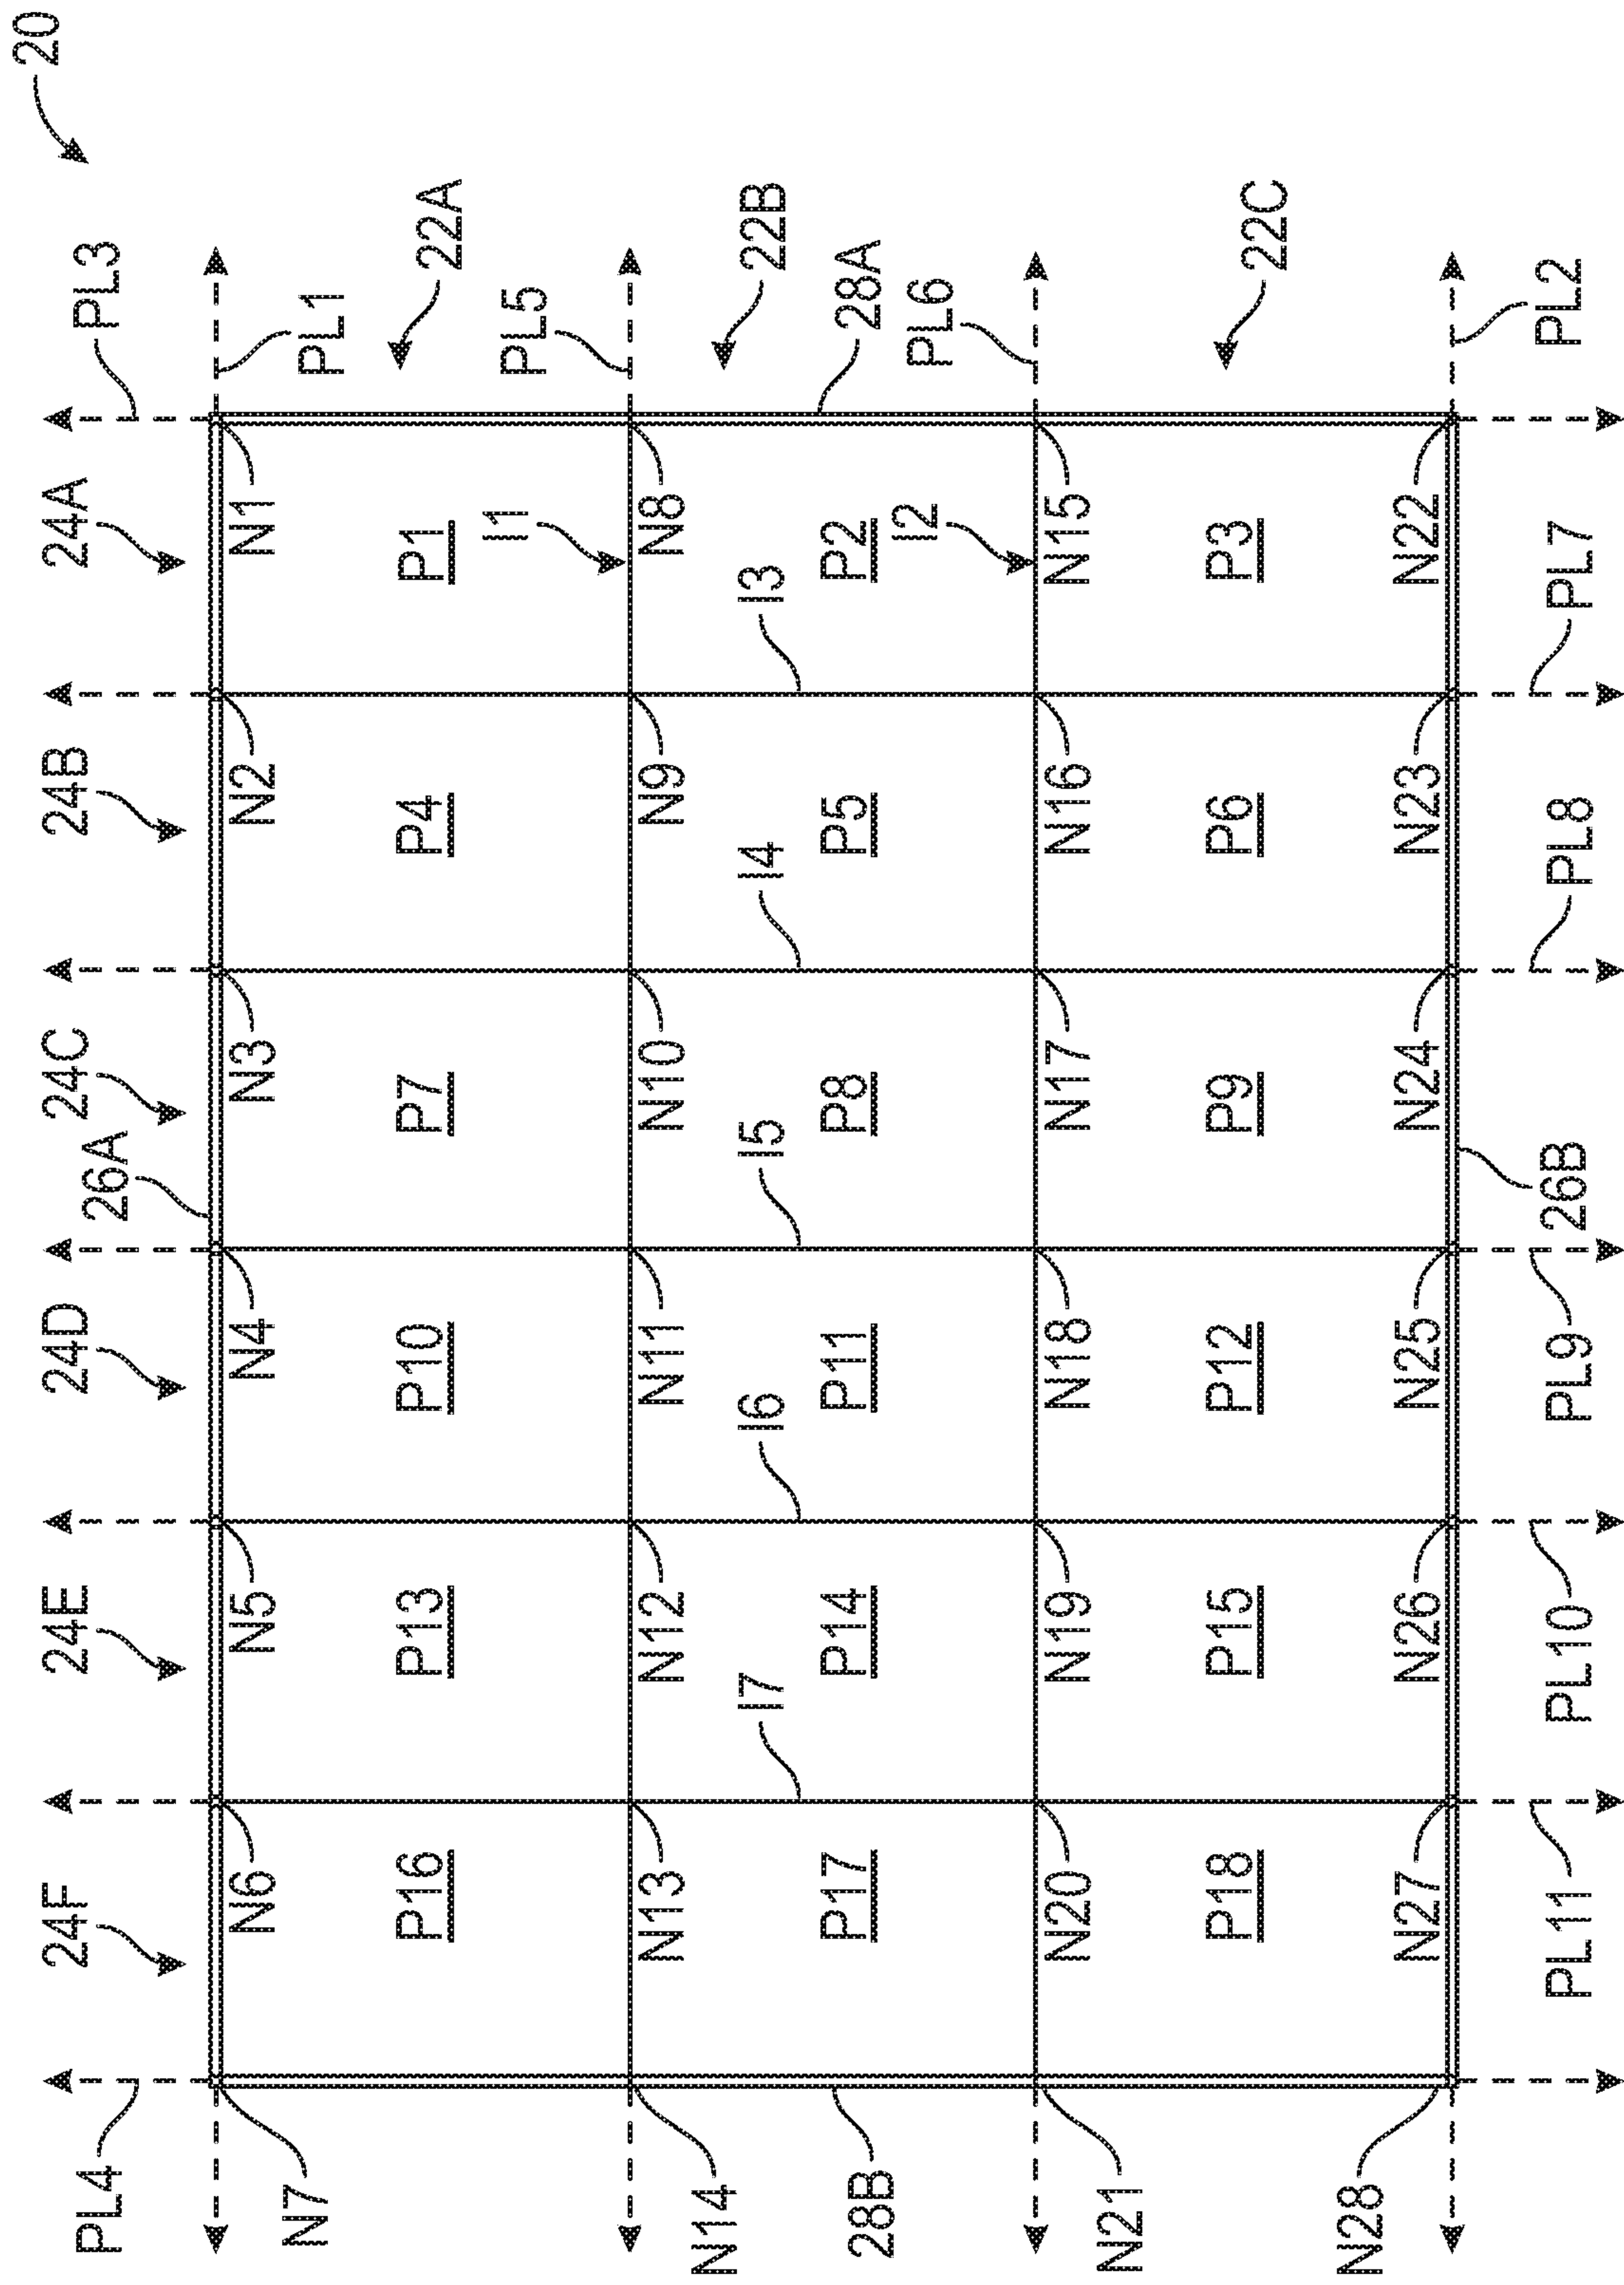 20
24F 24E 24D 24C 24B 24A
PL4 26A PL3
N6 N5 N4 N3 N2 N1
N7 PL1
P16 P13 P10 P7 P4 P1 22A
I1 PL5
N13 N12 N11 N10 N9 N8
N14
I7 I6 I5 I4 I3 22B
28B P17 P14 P11 P8 P5 P2 28A
I2 PL6
N20 N19 N18 N17 N16 N15
N21
P18 P15 P12 P9 P6 P3 22C
N28
N27 N26 N25 N24 N23 N22
PL11 PL10 PL9 26B PL8 PL7 PL2